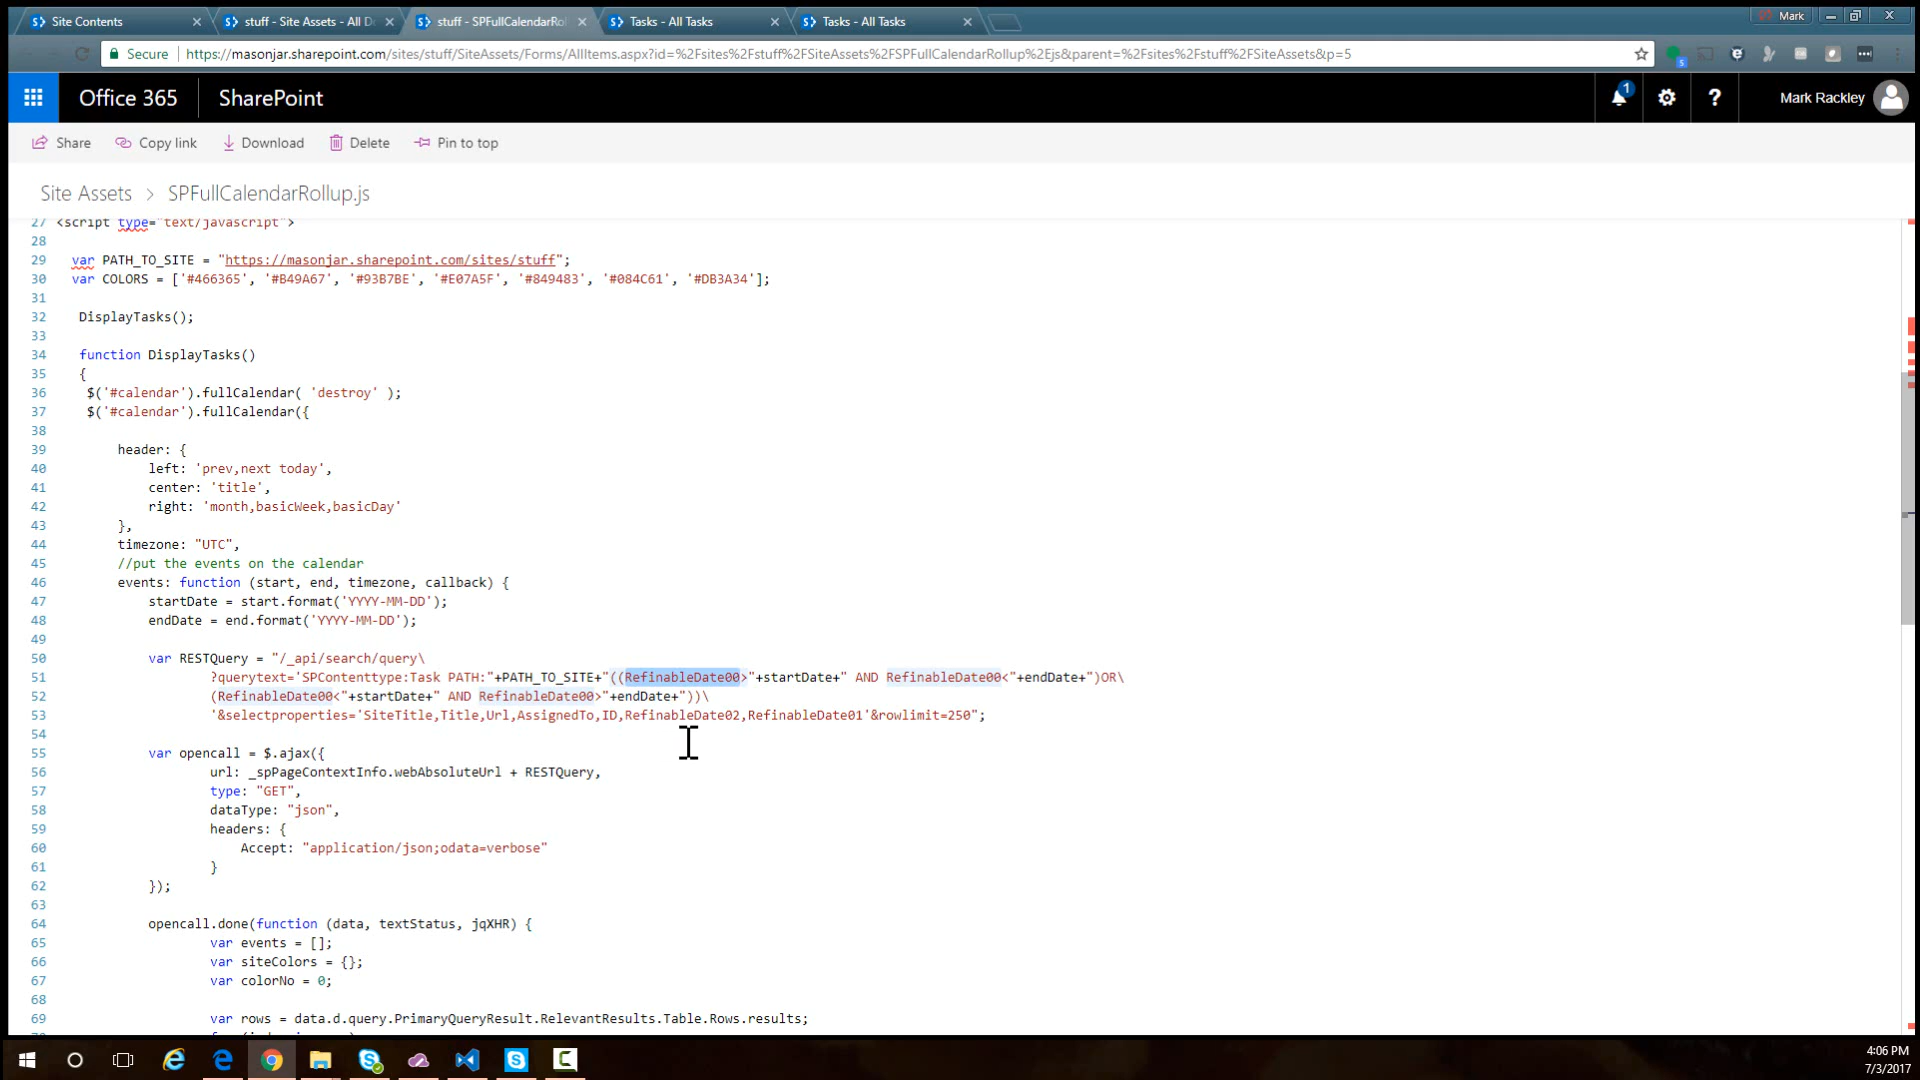 Site Contents
stuff - Site Assets - All D
stuff - SPFullCalendarRol
Tasks - All Tasks
Tasks - All Tasks
Mark
Secure
https://masonjar.sharepoint.com/sites/stuff/SiteAssets/Forms/AllItems.aspx?id=%2Fsites%2Fstuff%2FSiteAssets%2FSPFullCalendarRollup%2Ejs&parent=%2Fsites%2Fstuff%2FSiteAssets&p=5
5
Office 365
SharePoint
1
?
Mark Rackley
Share
Copy link
Download
Delete
Pin to top
Site Assets > SPFullCalendarRollup.js
27 <script type="text/javascript">
28
29 var PATH_TO_SITE = "https://masonjar.sharepoint.com/sites/stuff";
30 var COLORS = ['#466365', '#B49A67', '#93B7BE', '#E07A5F', '#849483', '#084C61', '#DB3A34'];
31
32 DisplayTasks();
33
34 function DisplayTasks()
35 {
36 $('#calendar').fullCalendar( 'destroy' );
37 $('#calendar').fullCalendar({
38
39 header: {
40 left: 'prev,next today',
41 center: 'title',
42 right: 'month,basicWeek,basicDay'
43 },
44 timezone: "UTC",
45 //put the events on the calendar
46 events: function (start, end, timezone, callback) {
47 startDate = start.format('YYYY-MM-DD');
48 endDate = end.format('YYYY-MM-DD');
49
50 var RESTQuery = "/_api/search/query\
51 ?querytext='SPContenttype:Task PATH:"+PATH_TO_SITE+"((RefinableDate00>"+startDate+" AND RefinableDate00<"+endDate+")OR\
52 (RefinableDate00<"+startDate+" AND RefinableDate00>"+endDate+"))\
53 '&selectproperties='SiteTitle,Title,Url,AssignedTo,ID,RefinableDate02,RefinableDate01'&rowlimit=250";
54
55 var opencall = $.ajax({
56 url: _spPageContextInfo.webAbsoluteUrl + RESTQuery,
57 type: "GET",
58 dataType: "json",
59 headers: {
60 Accept: "application/json;odata=verbose"
61 }
62 });
63
64 opencall.done(function (data, textStatus, jqXHR) {
65 var events = [];
66 var siteColors = {};
67 var colorNo = 0;
68
69 var rows = data.d.query.PrimaryQueryResult.RelevantResults.Table.Rows.results;
4:06 PM
7/3/2017